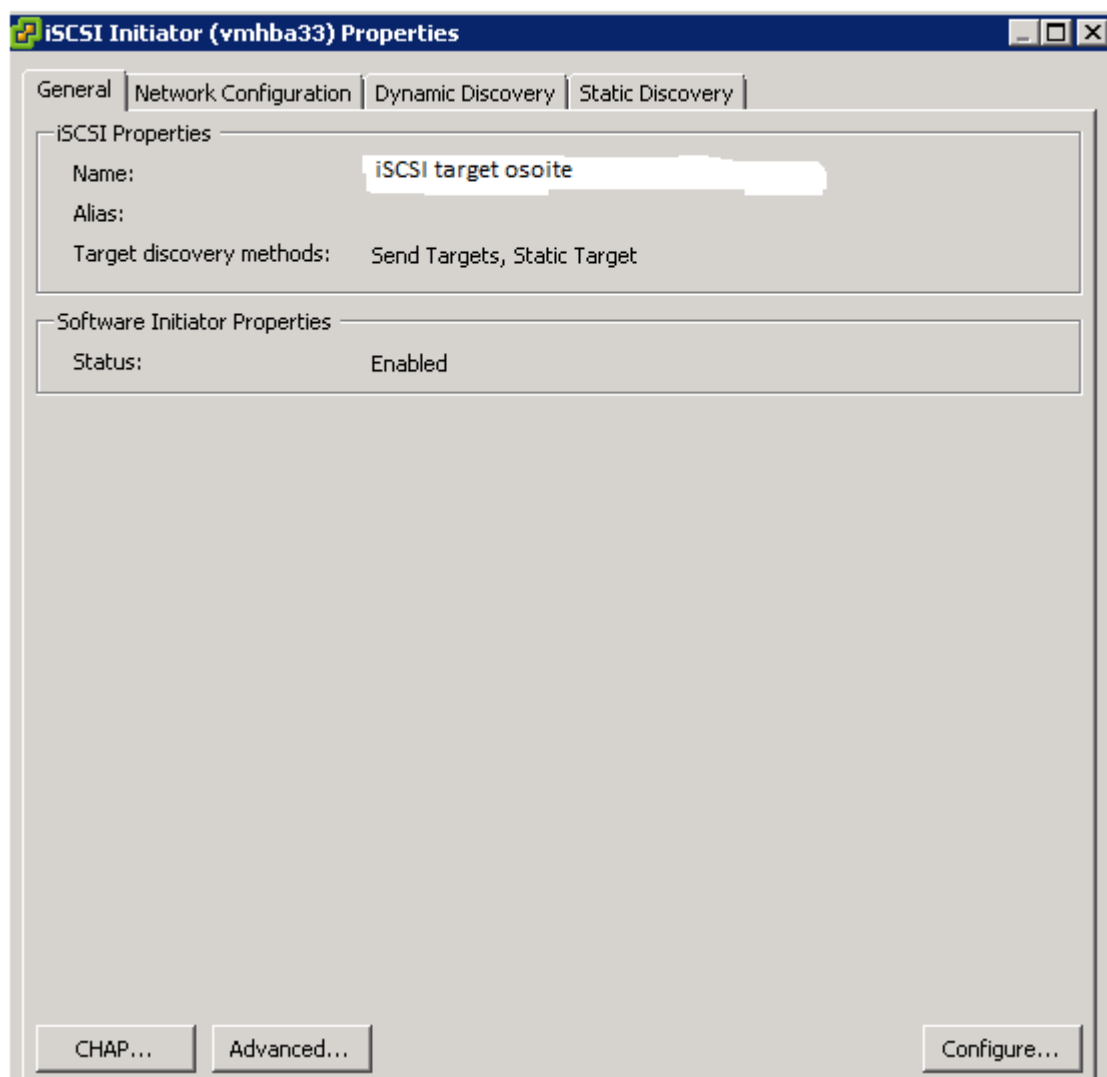 iSCSI Initiator (vmhba33) Properties
General Network Configuration Dynamic Discovery Static Discovery
iSCSI Properties
Name: iSCSI target osoite
Alias:
Target discovery methods: Send Targets, Static Target
Software Initiator Properties
Status: Enabled
CHAP... Advanced... Configure...